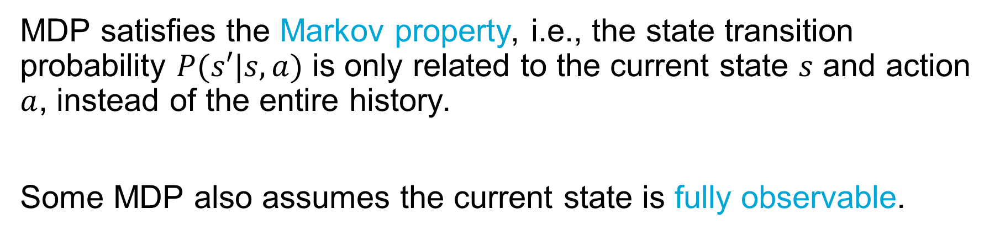 MDP satisfies the Markov property, i.e., the state transition
probability P(s′|s, a) is only related to the current state s and action
a, instead of the entire history.
Some MDP also assumes the current state is fully observable.